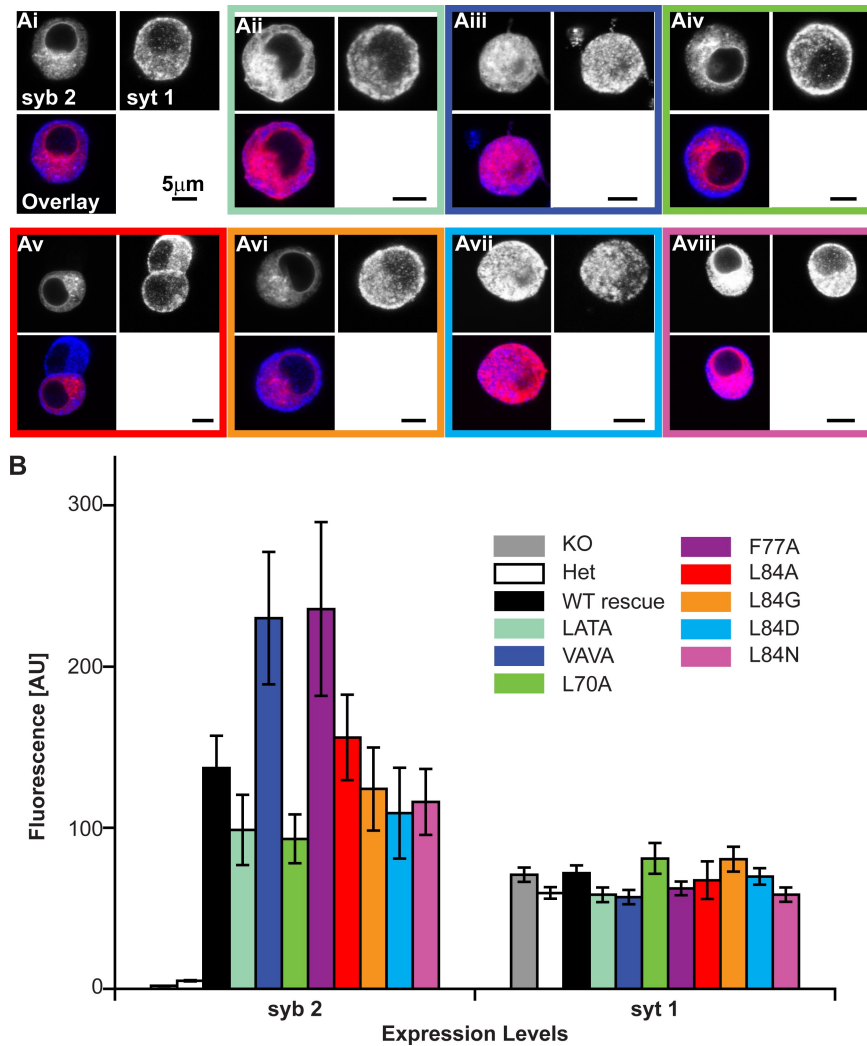 Ai
syb 2
syt 1
Overlay
5μm
Aii
Aiii
Aiv
Av
Avi
Avii
Aviii
B
Fluorescence [AU]
300
200
100
0
KO
Het
WT rescue
LATA
VAVA
L70A
F77A
L84A
L84G
L84D
L84N
syb 2
syt 1
Expression Levels